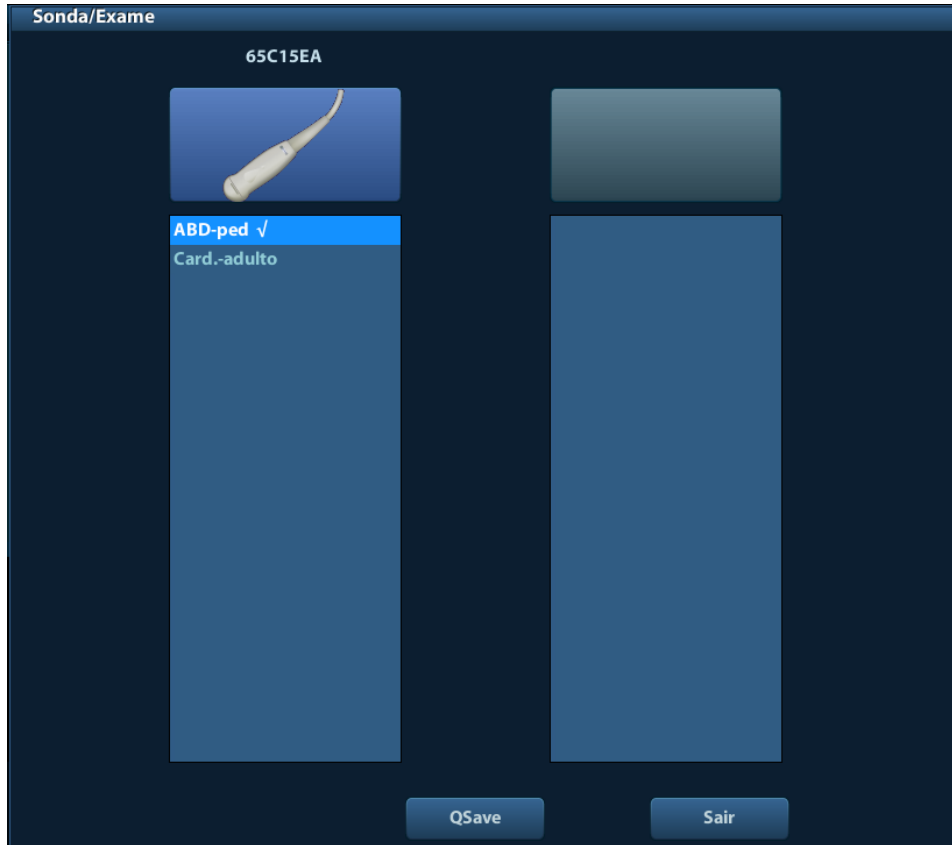 Sonda/Exame
65C15EA
ABD-ped √
Card.-adulto
QSave
Sair